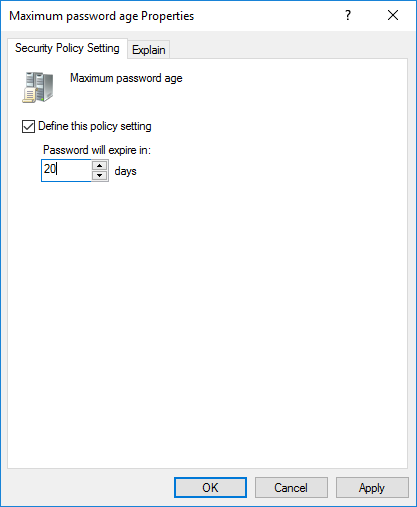 Maximum password age Properties
?
Security Policy Setting
Explain
Maximum password age
Define this policy setting
Password will expire in:
20
days
OK
Cancel
Apply